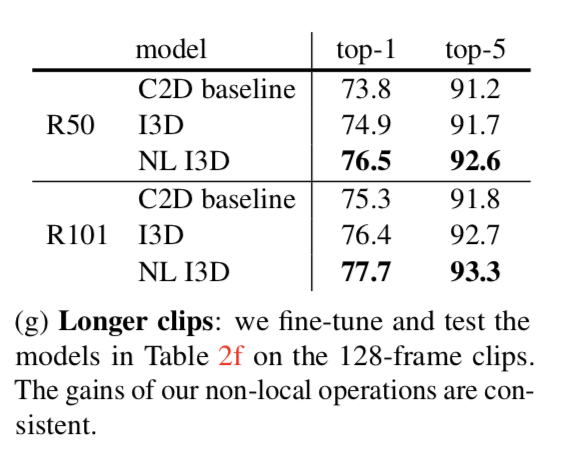 model top-1 top-5
C2D baseline 73.8 91.2
R50 I3D 74.9 91.7
NL I3D 76.5 92.6
C2D baseline 75.3 91.8
R101 I3D 76.4 92.7
NL I3D 77.7 93.3
(g) Longer clips: we fine-tune and test the
models in Table 2f on the 128-frame clips.
The gains of our non-local operations are con-
sistent.